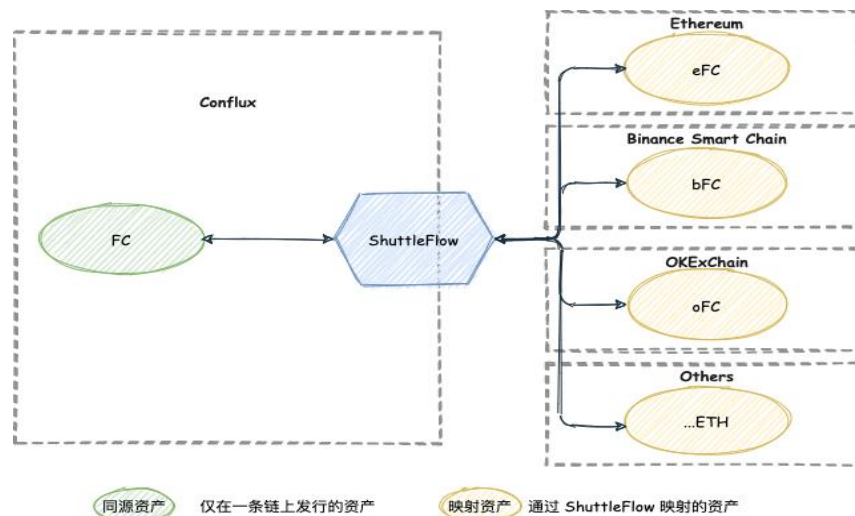 Ethereum
eFC
Conflux
Binance Smart Chain
bFC
FC
ShuttleFlow
OKExChain
oFC
Others
...ETH
同源资产 仅在一条链上发行的资产 映射资产 通过 ShuttleFlow 映射的资产